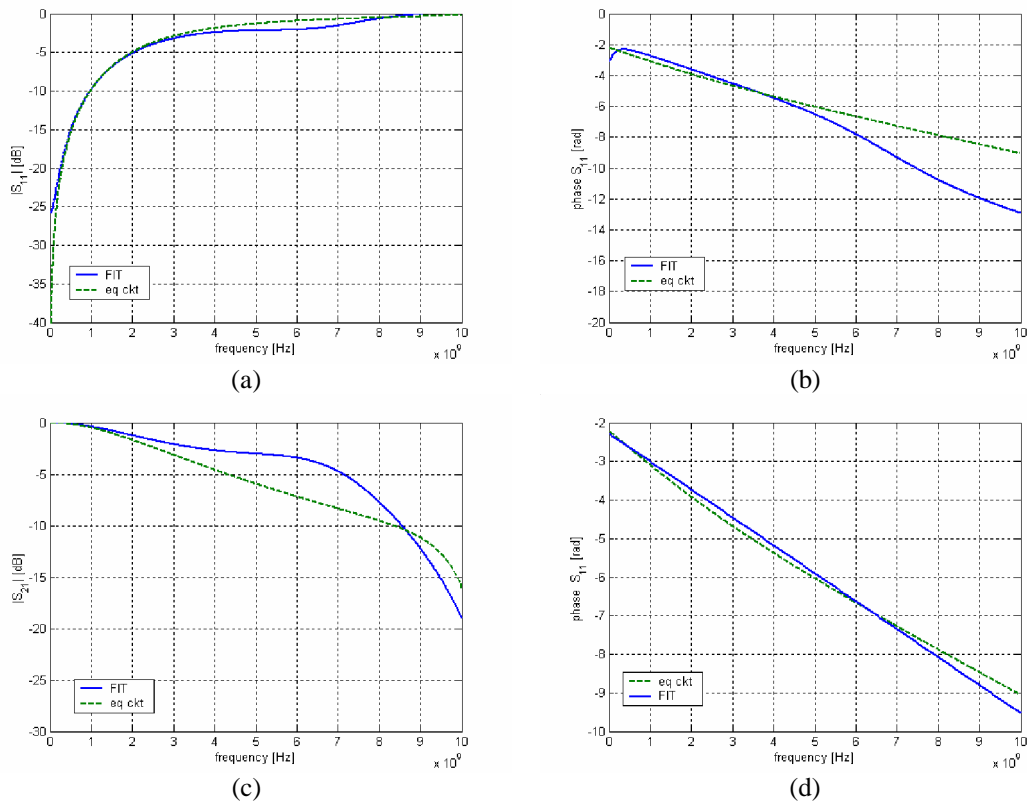 0
-5
-10
-15
-20
-25
-30
-35
-40
|S11| [dB]
FIT
eq ckt
0 1 2 3 4 5 6 7 8 9 10
frequency [Hz]
x 10^9
(a)
0
-2
-4
-6
-8
-10
-12
-14
-16
-18
-20
phase S11 [rad]
FIT
eq ckt
0 1 2 3 4 5 6 7 8 9 10
frequency [Hz]
x 10^9
(b)
0
-5
-10
-15
-20
-25
-30
|S21| [dB]
FIT
eq ckt
0 1 2 3 4 5 6 7 8 9 10
frequency [Hz]
x 10^9
(c)
-2
-3
-4
-5
-6
-7
-8
-9
-10
phase S11 [rad]
eq ckt
FIT
0 1 2 3 4 5 6 7 8 9 10
frequency [Hz]
x 10^9
(d)